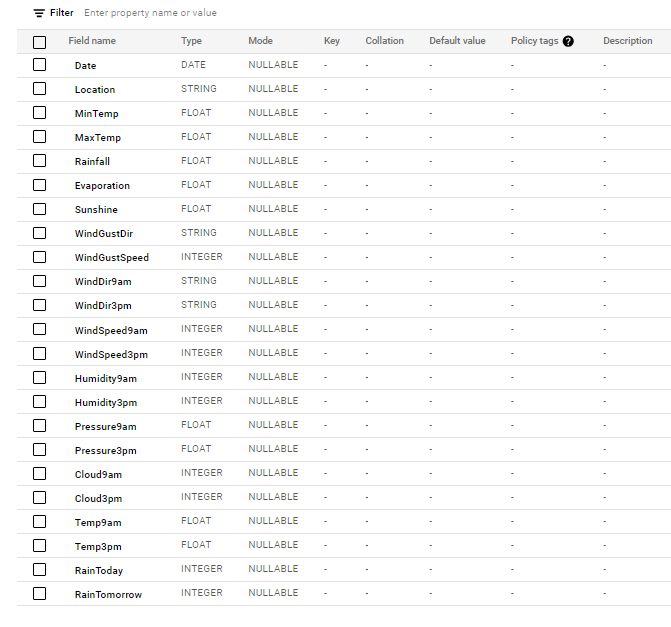 Filter Enter property name or value
Field name Type Mode Key Collation Default value Policy tags ? Description
Date DATE NULLABLE - - - - -
Location STRING NULLABLE - - - - -
MinTemp FLOAT NULLABLE - - - - -
MaxTemp FLOAT NULLABLE - - - - -
Rainfall FLOAT NULLABLE - - - - -
Evaporation FLOAT NULLABLE - - - - -
Sunshine FLOAT NULLABLE - - - - -
WindGustDir STRING NULLABLE - - - - -
WindGustSpeed INTEGER NULLABLE - - - - -
WindDir9am STRING NULLABLE - - - - -
WindDir3pm STRING NULLABLE - - - - -
WindSpeed9am INTEGER NULLABLE - - - - -
WindSpeed3pm INTEGER NULLABLE - - - - -
Humidity9am INTEGER NULLABLE - - - - -
Humidity3pm INTEGER NULLABLE - - - - -
Pressure9am FLOAT NULLABLE - - - - -
Pressure3pm FLOAT NULLABLE - - - - -
Cloud9am INTEGER NULLABLE - - - - -
Cloud3pm INTEGER NULLABLE - - - - -
Temp9am FLOAT NULLABLE - - - - -
Temp3pm FLOAT NULLABLE - - - - -
RainToday INTEGER NULLABLE - - - - -
RainTomorrow INTEGER NULLABLE - - - - -